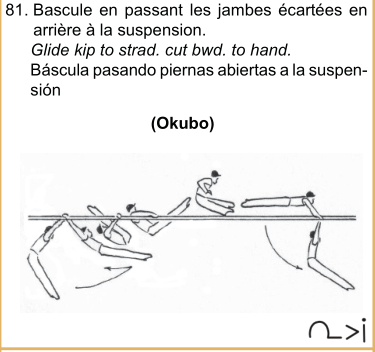 81. Bascule en passant les jambes écartées en
arrière à la suspension.
Glide kip to strad. cut bwd. to hand.
Báscula pasando piernas abiertas a la suspen-
sión
(Okubo)